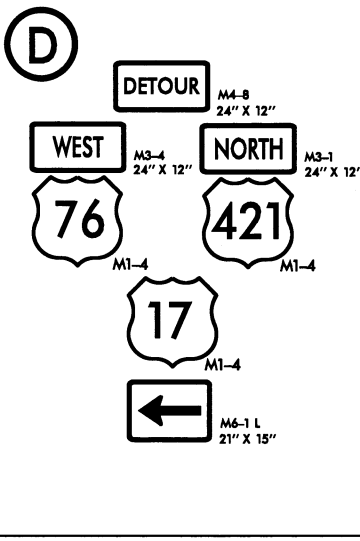 D
DETOUR
M4-8
24" X 12"
WEST
M3-4
24" X 12"
NORTH
M3-1
24" X 12"
76
M1-4
421
M1-4
17
M1-4
M6-1 L
21" X 15"